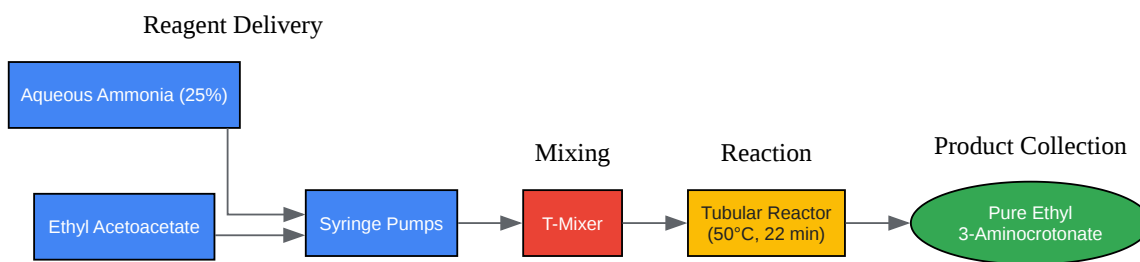 Reagent Delivery
Aqueous Ammonia (25%)
Ethyl Acetoacetate
Syringe Pumps
Mixing
T-Mixer
Reaction
Tubular Reactor
(50°C, 22 min)
Product Collection
Pure Ethyl
3-Aminocrotonate